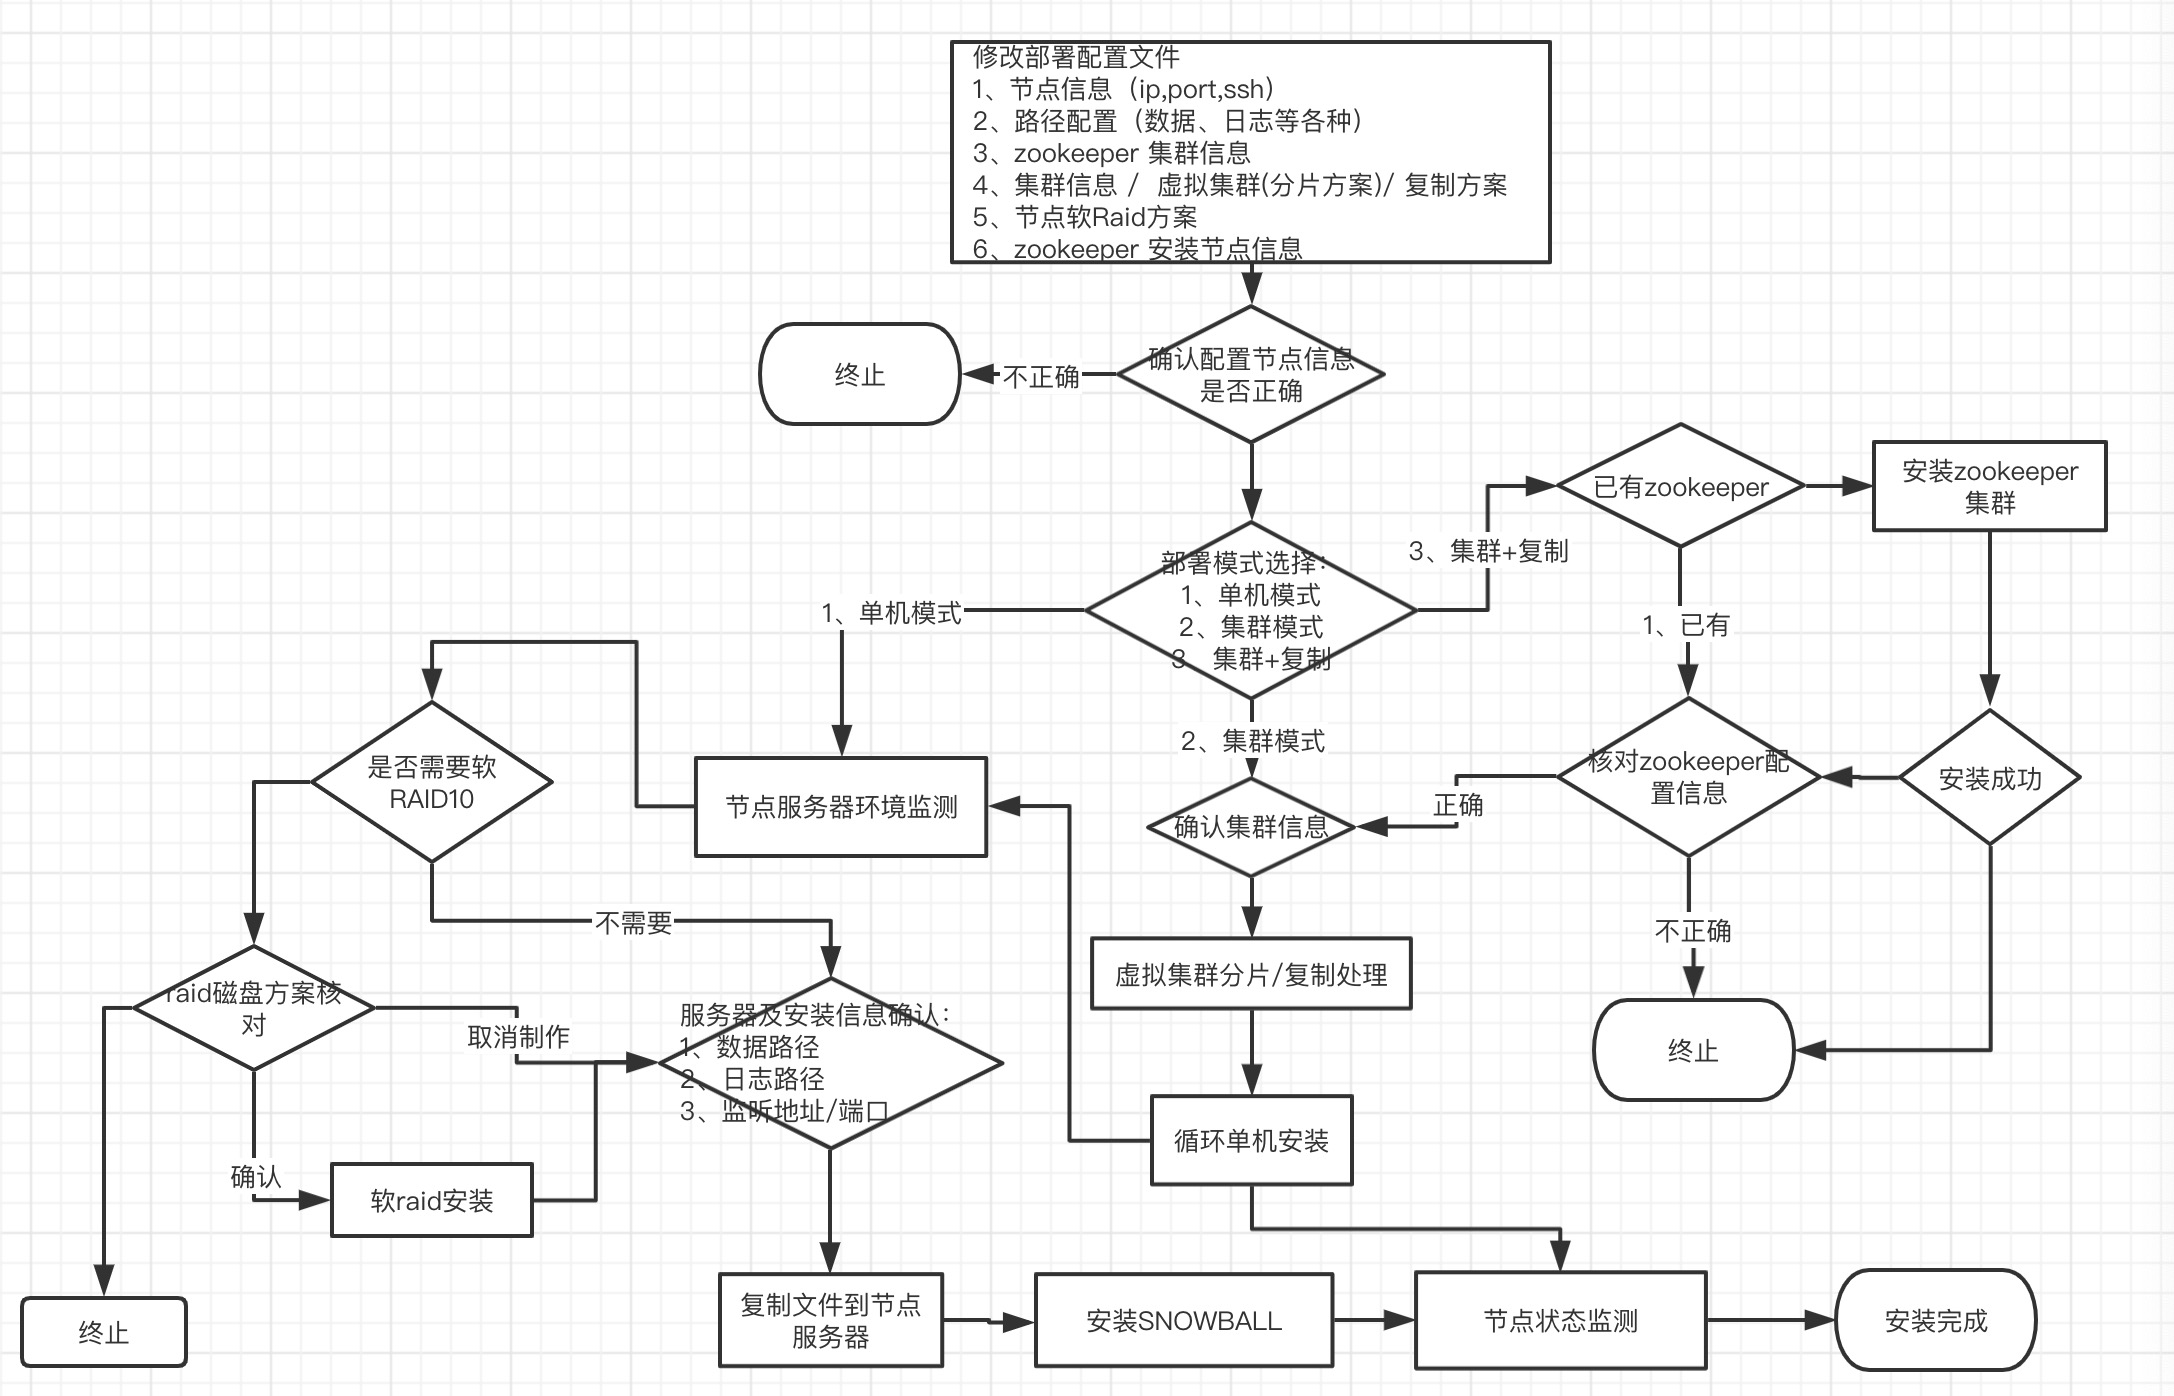 修改部署配置文件
1、节点信息（ip,port,ssh）
2、路径配置（数据、日志等各种）
3、zookeeper 集群信息
4、集群信息 / 虚拟集群(分片方案)/ 复制方案
5、节点软Raid方案
6、zookeeper 安装节点信息
终止
不正确
确认配置节点信息
是否正确
已有zookeeper
安装zookeeper
集群
3、集群+复制
部署模式选择：
1、单机模式
2、集群模式
3、集群+复制
1、单机模式
1、已有
2、集群模式
是否需要软
RAID10
节点服务器环境监测
确认集群信息
正确
核对zookeeper配
置信息
安装成功
不需要
不正确
虚拟集群分片/复制处理
raid磁盘方案核
对
取消制作
服务器及安装信息确认：
1、数据路径
2、日志路径
3、监听地址/端口
终止
循环单机安装
确认
软raid安装
终止
复制文件到节点
服务器
安装SNOWBALL
节点状态监测
安装完成